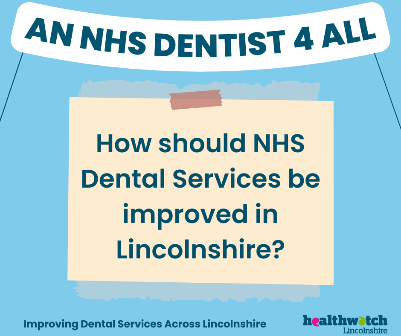 AN NHS DENTIST 4 ALL
How should NHS
Dental Services be
improved in
Lincolnshire?
Improving Dental Services Across Lincolnshire
healthwatch
Lincolnshire